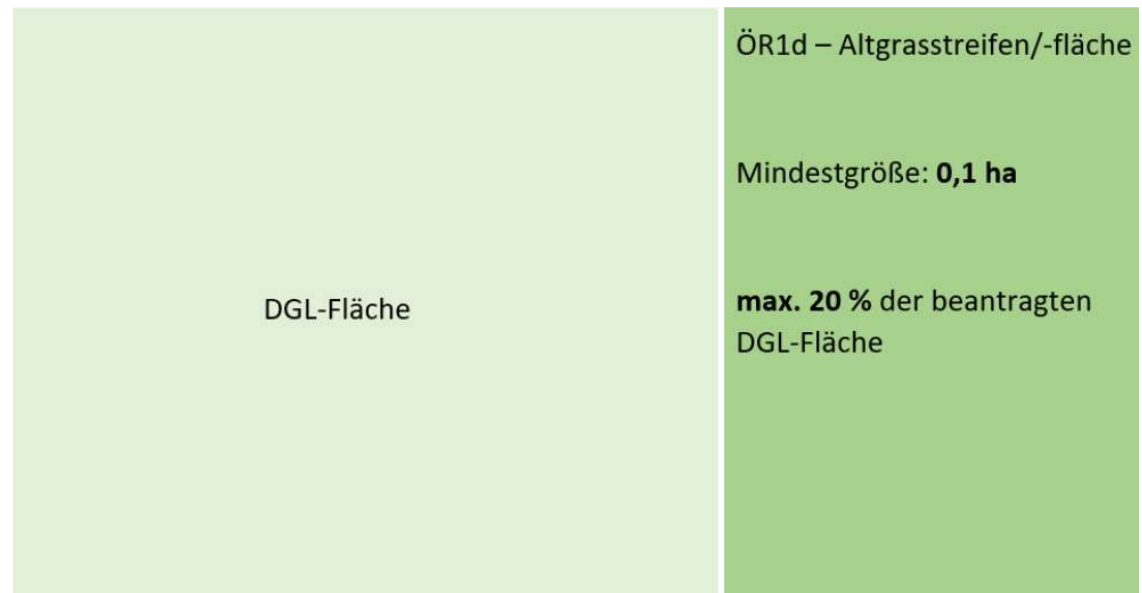 DGL-Fläche
ÖR1d – Altgrasstreifen/-fläche
Mindestgröße: 0,1 ha
max. 20 % der beantragten
DGL-Fläche